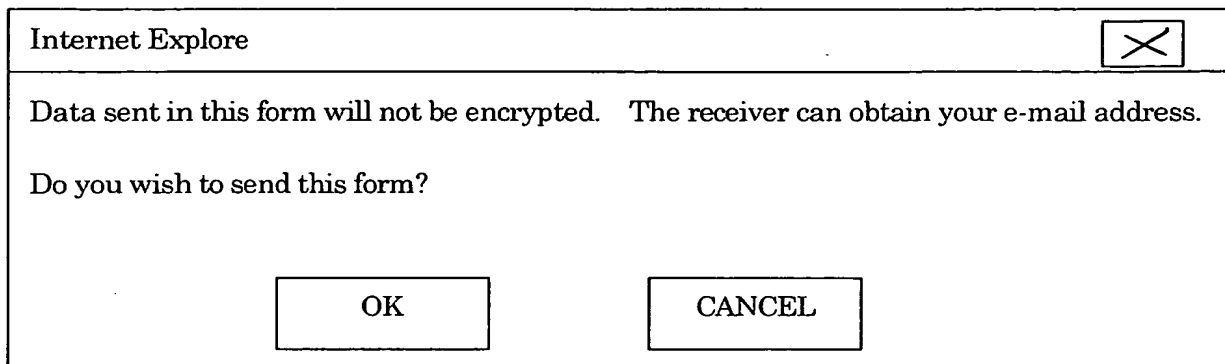 Internet Explore
Data sent in this form will not be encrypted. The receiver can obtain your e-mail address.
Do you wish to send this form?
OK CANCEL